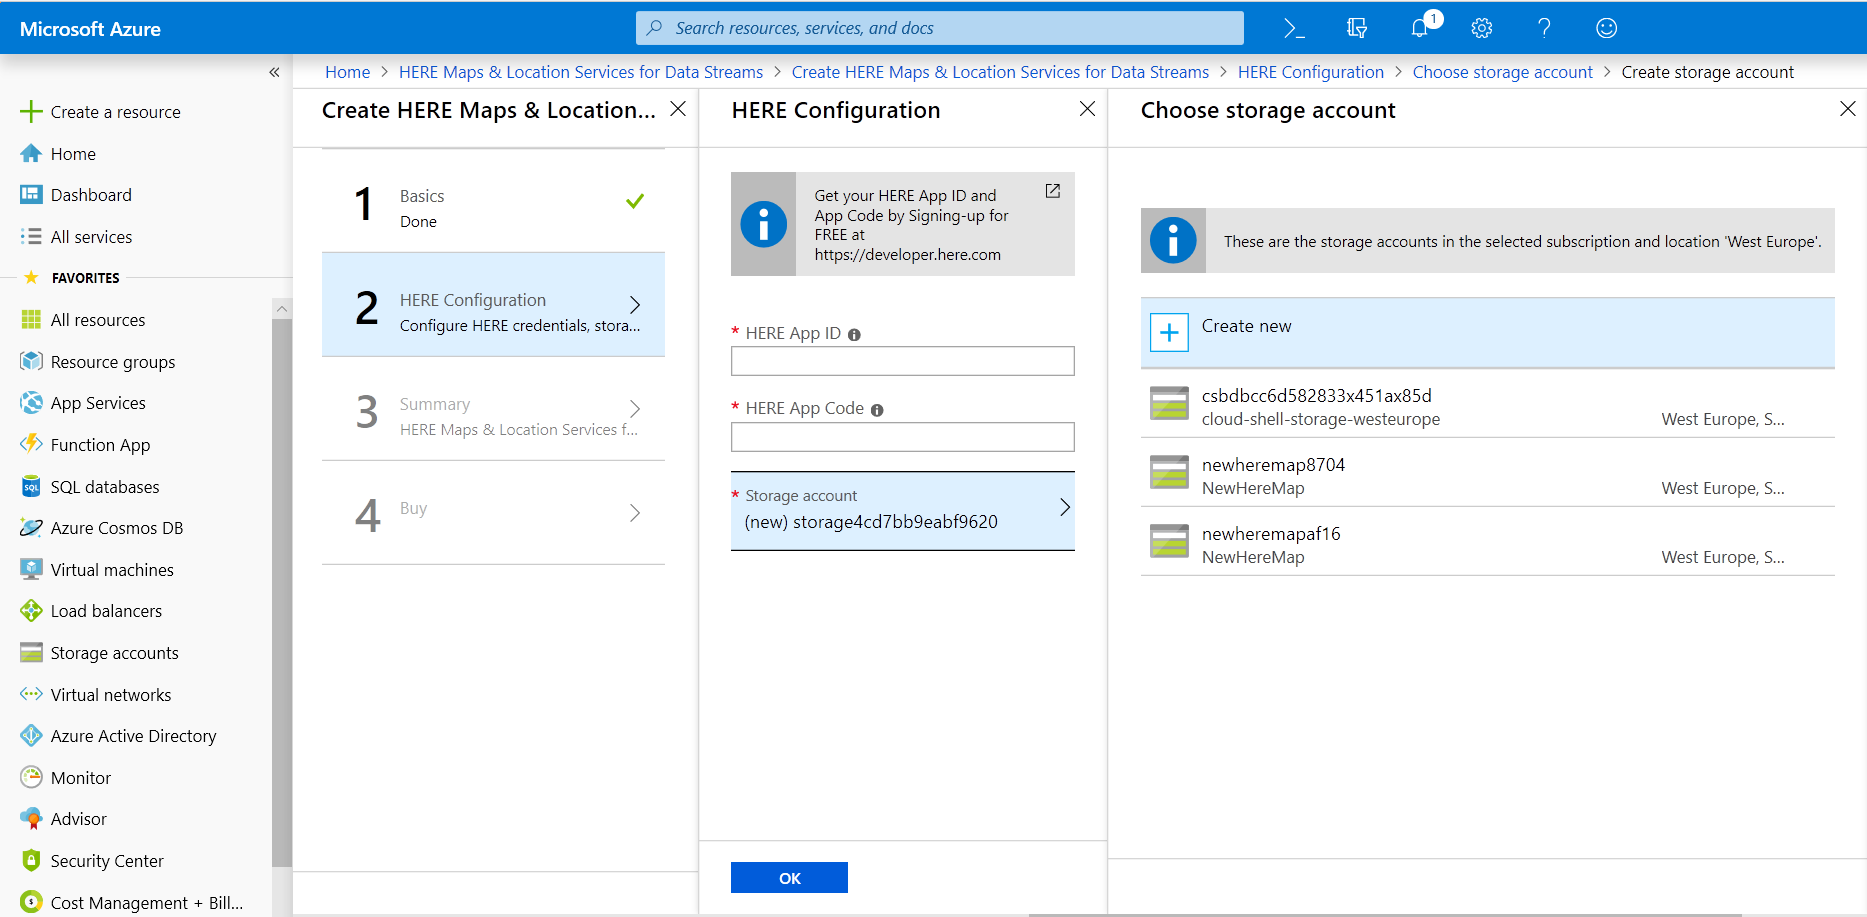 Microsoft Azure
Search resources, services, and docs
1
Home > HERE Maps & Location Services for Data Streams > Create HERE Maps & Location Services for Data Streams > HERE Configuration > Choose storage account > Create storage account
Create a resource
Home
Dashboard
All services
FAVORITES
All resources
Resource groups
App Services
Function App
SQL databases
Azure Cosmos DB
Virtual machines
Load balancers
Storage accounts
Virtual networks
Azure Active Directory
Monitor
Advisor
Security Center
Cost Management + Bill...
Create HERE Maps & Location...
1
Basics
Done
2
HERE Configuration
Configure HERE credentials, stora...
3
Summary
HERE Maps & Location Services f...
4
Buy
HERE Configuration
Get your HERE App ID and
App Code by Signing-up for
FREE at
https://developer.here.com
* HERE App ID
* HERE App Code
* Storage account
(new) storage4cd7bb9eabf9620
OK
Choose storage account
These are the storage accounts in the selected subscription and location 'West Europe'.
Create new
csbdbcc6d582833x451ax85d
cloud-shell-storage-westeurope West Europe, S...
newheremap8704
NewHereMap West Europe, S...
newheremapaf16
NewHereMap West Europe, S...